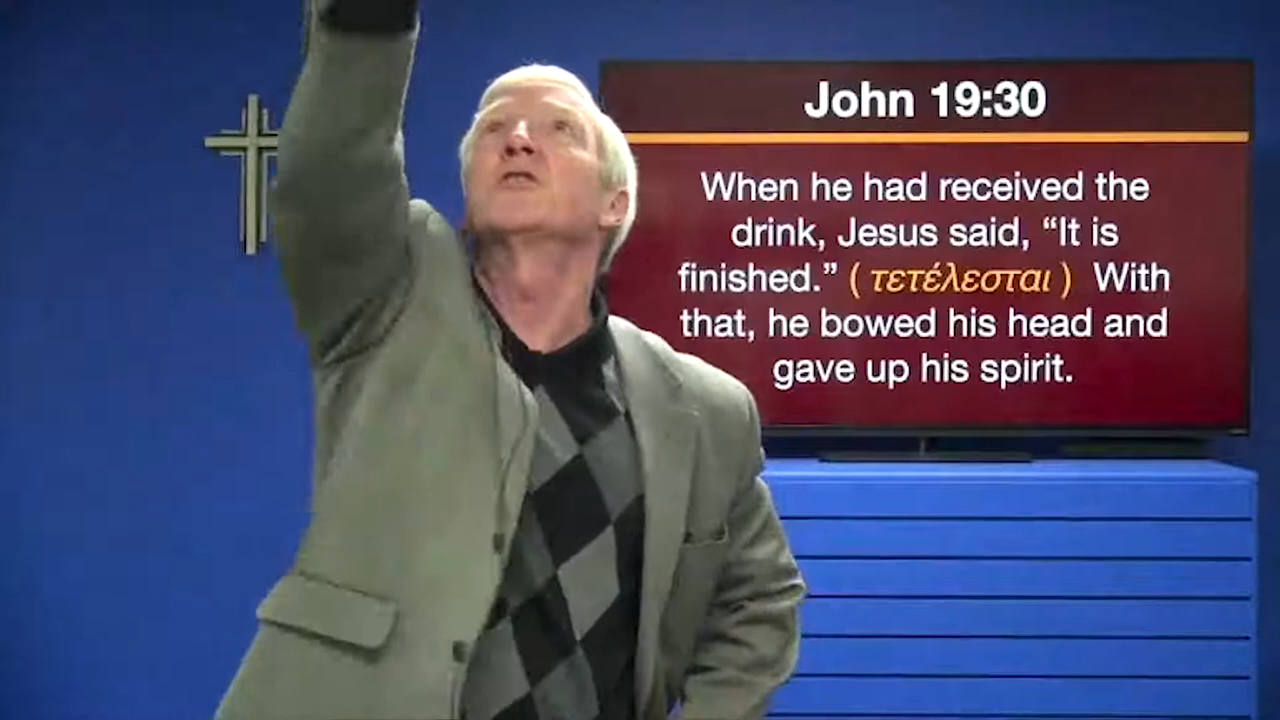 John 19:30
When he had received the
drink, Jesus said, “It is
finished.” ( τετέλεσται ) With
that, he bowed his head and
gave up his spirit.